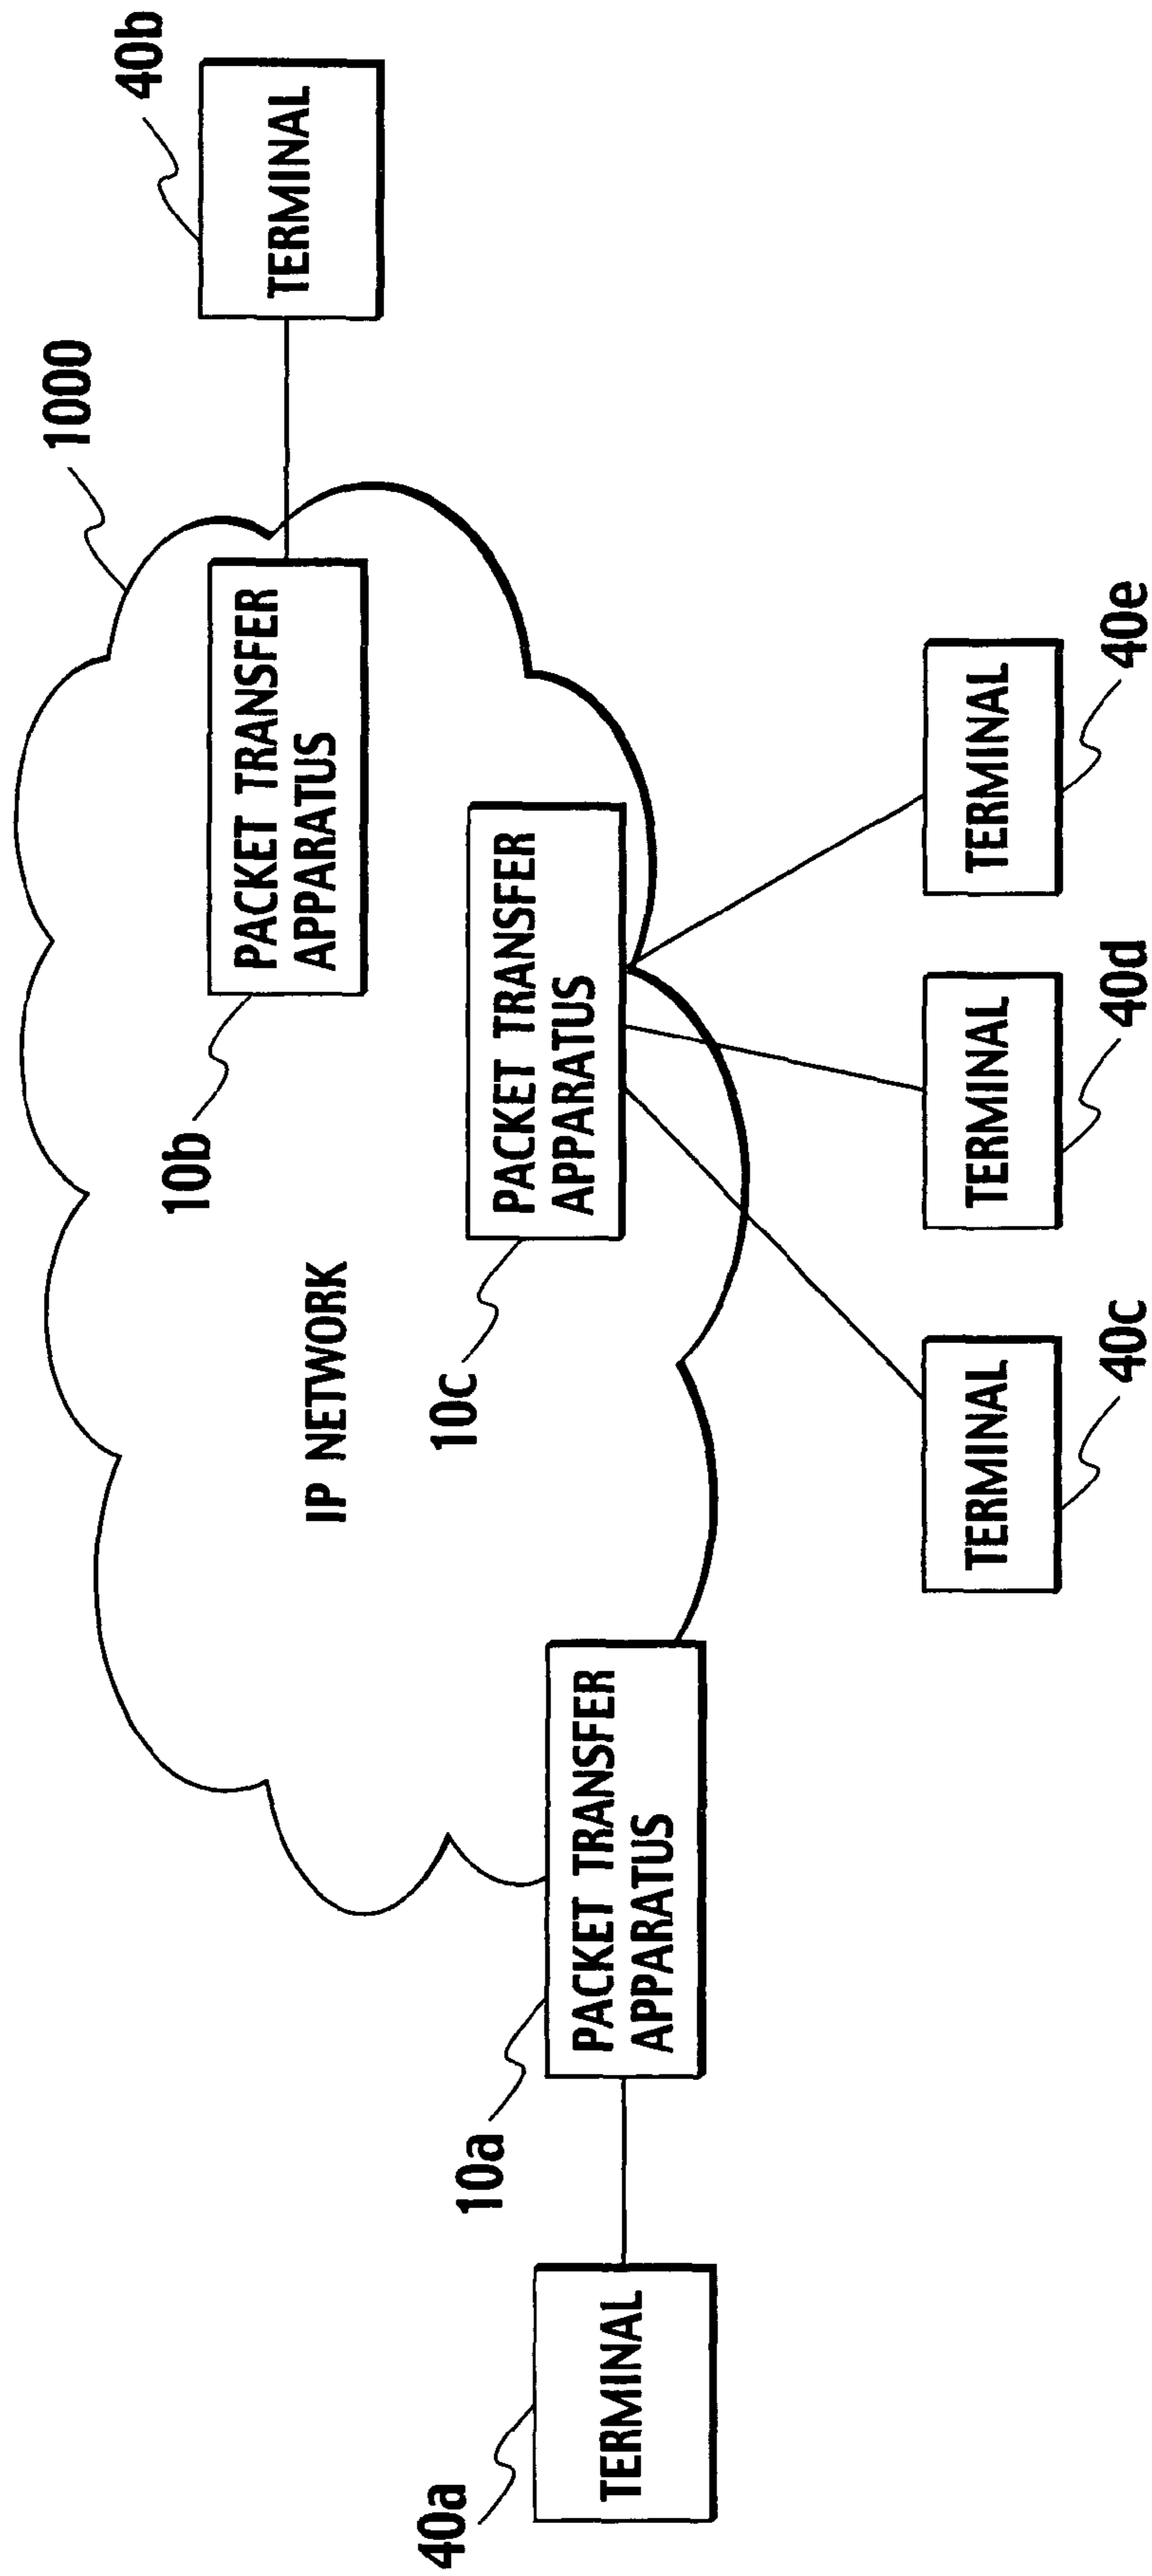 1000
40b
TERMINAL
10b
PACKET TRANSFER
APPARATUS
IP NETWORK
10c
PACKET TRANSFER
APPARATUS
10a
PACKET TRANSFER
APPARATUS
40a
TERMINAL
TERMINAL
40c
TERMINAL
40d
TERMINAL
40e